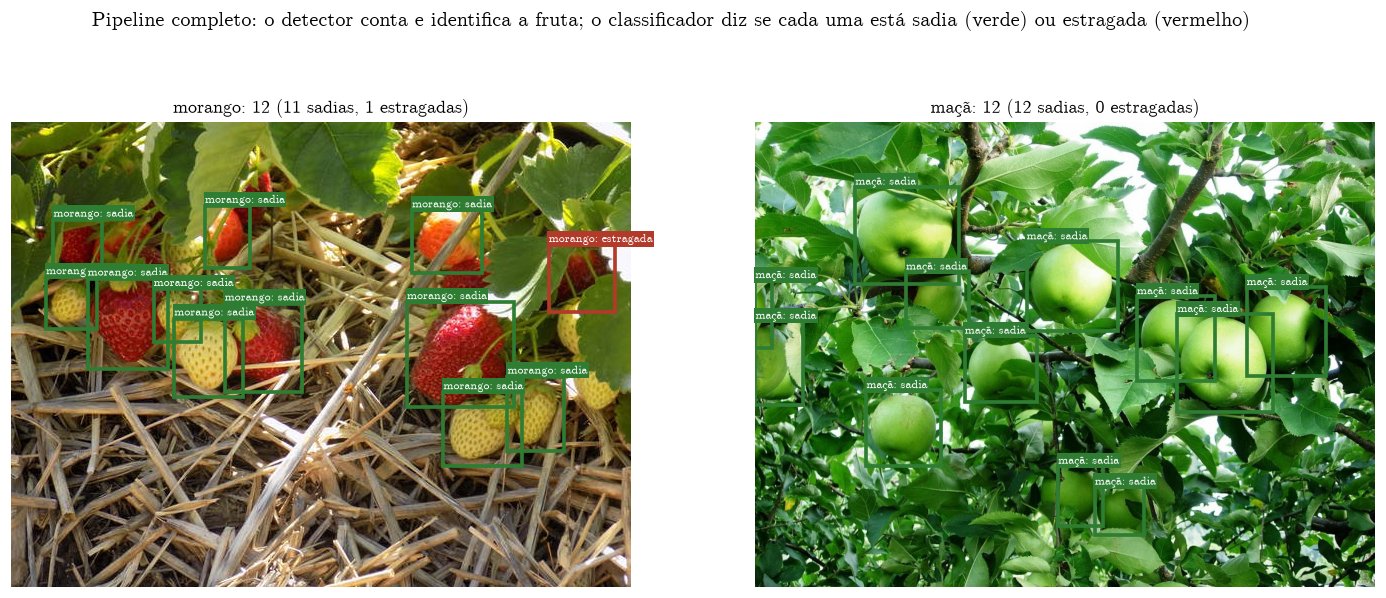 Pipeline completo: o detector conta e identifica a fruta; o classificador diz se cada uma está sadia (verde) ou estragada (vermelho)
morango: 12 (11 sadias, 1 estragadas)
morango: sadia
morango: sadia
morango: sadia
morango: estragada
morang
morango: sadia
morango: sadia
morango: sadia
morango: sadia
morango: sadia
morango: sadia
morango: sadia
maçã: 12 (12 sadias, 0 estragadas)
maçã: sadia
maçã: sadia
maçã: sadia
maçã: sadia
maçã: sadia
maçã: sadia
maçã: sadia
maçã: sadia
maçã: sadia
maçã: sadia
maçã: sadia
maçã: sadia